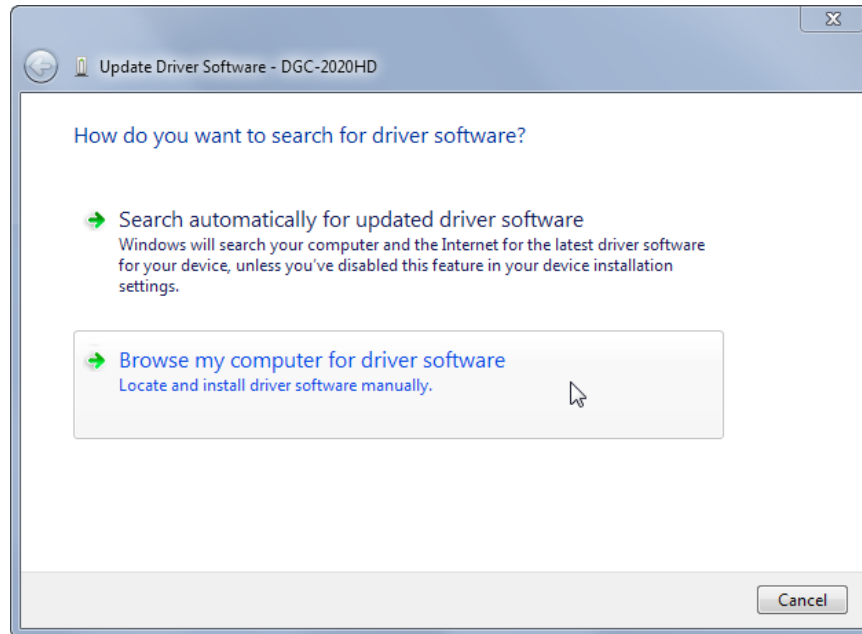 Update Driver Software - DGC-2020HD
How do you want to search for driver software?
Search automatically for updated driver software
Windows will search your computer and the Internet for the latest driver software
for your device, unless you've disabled this feature in your device installation
settings.
Browse my computer for driver software
Locate and install driver software manually.
Cancel